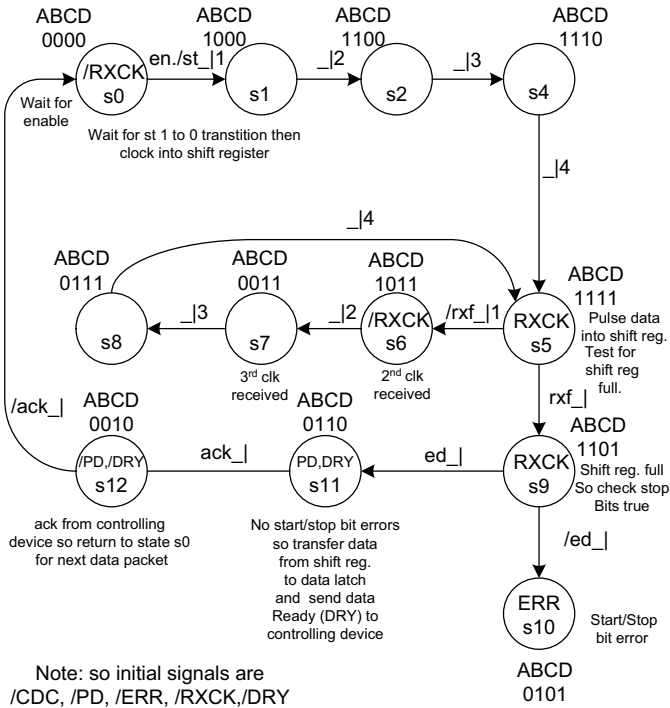 ABCD
0000
ABCD
1000
ABCD
1100
ABCD
1110
/RXCK
s0
en./st_|1
s1
_|2
s2
_|3
s4
Wait for
enable
Wait for st 1 to 0 transtition then
clock into shift register
_|4
_|4
ABCD
0111
ABCD
0011
ABCD
1011
ABCD
1111
s8
_|3
s7
_|2
/RXCK
s6
/rxf_|1
RXCK
s5
Pulse data
into shift reg.
Test for
shift reg
full.
3rd clk
received
2nd clk
received
rxf_|
/ack_|
ABCD
0010
ABCD
0110
ABCD
1101
/PD,/DRY
s12
ack_|
PD,DRY
s11
ed_|
RXCK
s9
Shift reg. full
So check stop
Bits true
ack from controlling
device so return to state s0
for next data packet
No start/stop bit errors
so transfer data
from shift reg.
to data latch
and send data
Ready (DRY) to
controlling device
/ed_|
ERR
s10
Start/Stop
bit error
ABCD
0101
Note: so initial signals are
/CDC, /PD, /ERR, /RXCK,/DRY